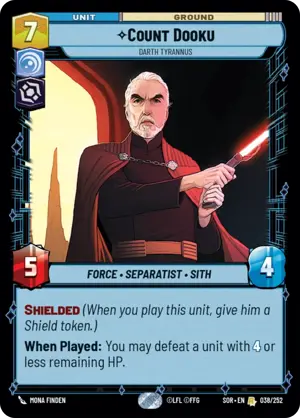 UNIT
GROUND
7
✧COUNT DOOKU
DARTH TYRANNUS
5
4
FORCE • SEPARATIST • SITH
SHIELDED (When you play this unit, give him a
Shield token.)
When Played: You may defeat a unit with 4 or
less remaining HP.
MONA FINDEN
©LFL ©FFG
SOR • EN
038/252